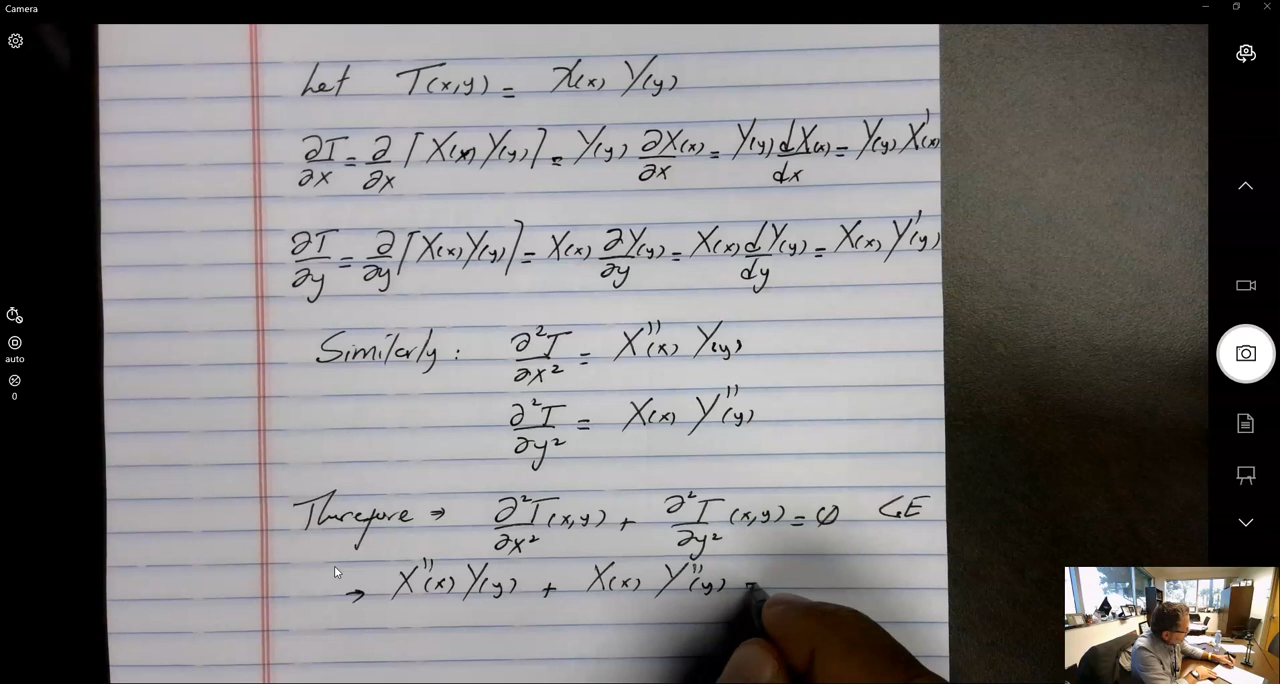 Camera
Let T(x,y) = X(x) Y(y)
∂T/∂x = ∂/∂x [X(x) Y(y)] = Y(y) ∂X(x)/∂x = Y(y) dX(x)/dx = Y(y) X'(x)
∂T/∂y = ∂/∂y [X(x) Y(y)] = X(x) ∂Y(y)/∂y = X(x) dY(y)/dy = X(x) Y'(y)
Similarly : ∂²T/∂x² = X''(x) Y(y)
auto
0
∂²T/∂y² = X(x) Y''(y)
Therefore ⇒ ∂²T/∂x² (x,y) + ∂²T/∂y² (x,y) = 0 GE
→ X''(x) Y(y) + X(x) Y''(y) =